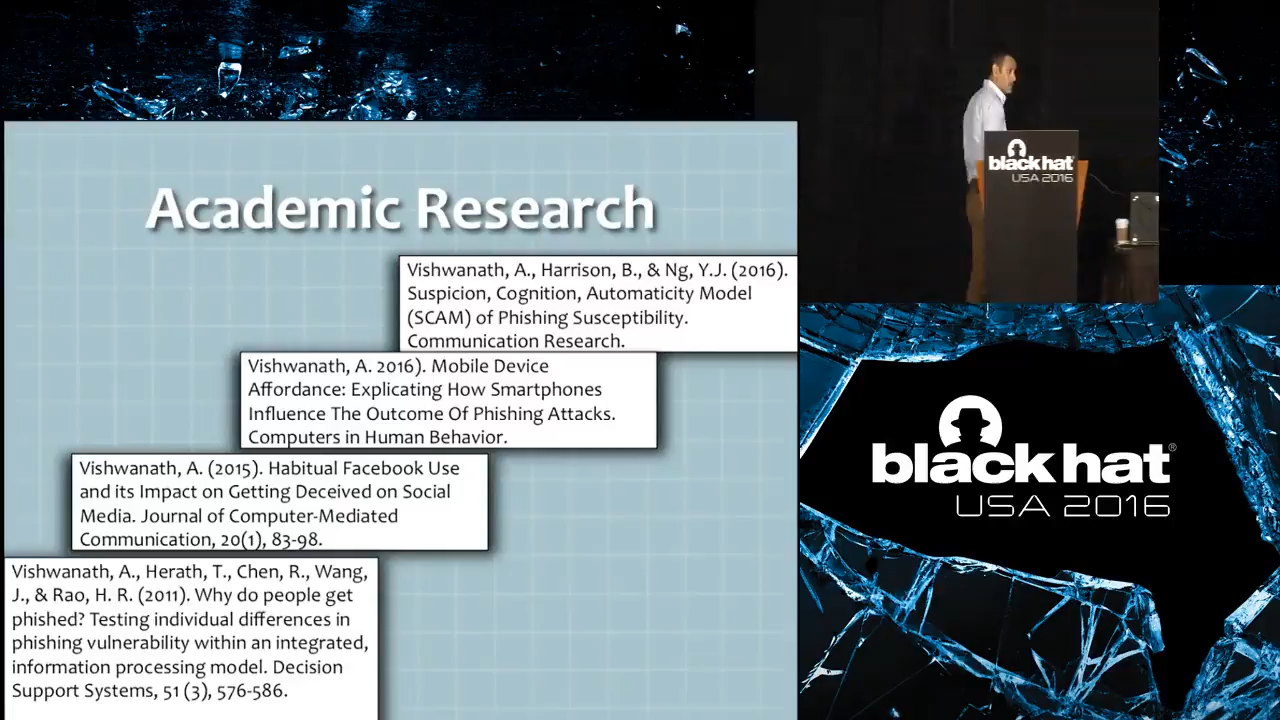 Academic Research
Vishwanath, A., Harrison, B., & Ng, Y.J. (2016).
Suspicion, Cognition, Automaticity Model
(SCAM) of Phishing Susceptibility.
Communication Research.
Vishwanath, A. 2016). Mobile Device
Affordance: Explicating How Smartphones
Influence The Outcome Of Phishing Attacks.
Computers in Human Behavior.
Vishwanath, A. (2015). Habitual Facebook Use
and its Impact on Getting Deceived on Social
Media. Journal of Computer-Mediated
Communication, 20(1), 83-98.
Vishwanath, A., Herath, T., Chen, R., Wang,
J., & Rao, H. R. (2011). Why do people get
phished? Testing individual differences in
phishing vulnerability within an integrated,
information processing model. Decision
Support Systems, 51 (3), 576-586.
black hat
USA 2016
black hat®
USA 2016